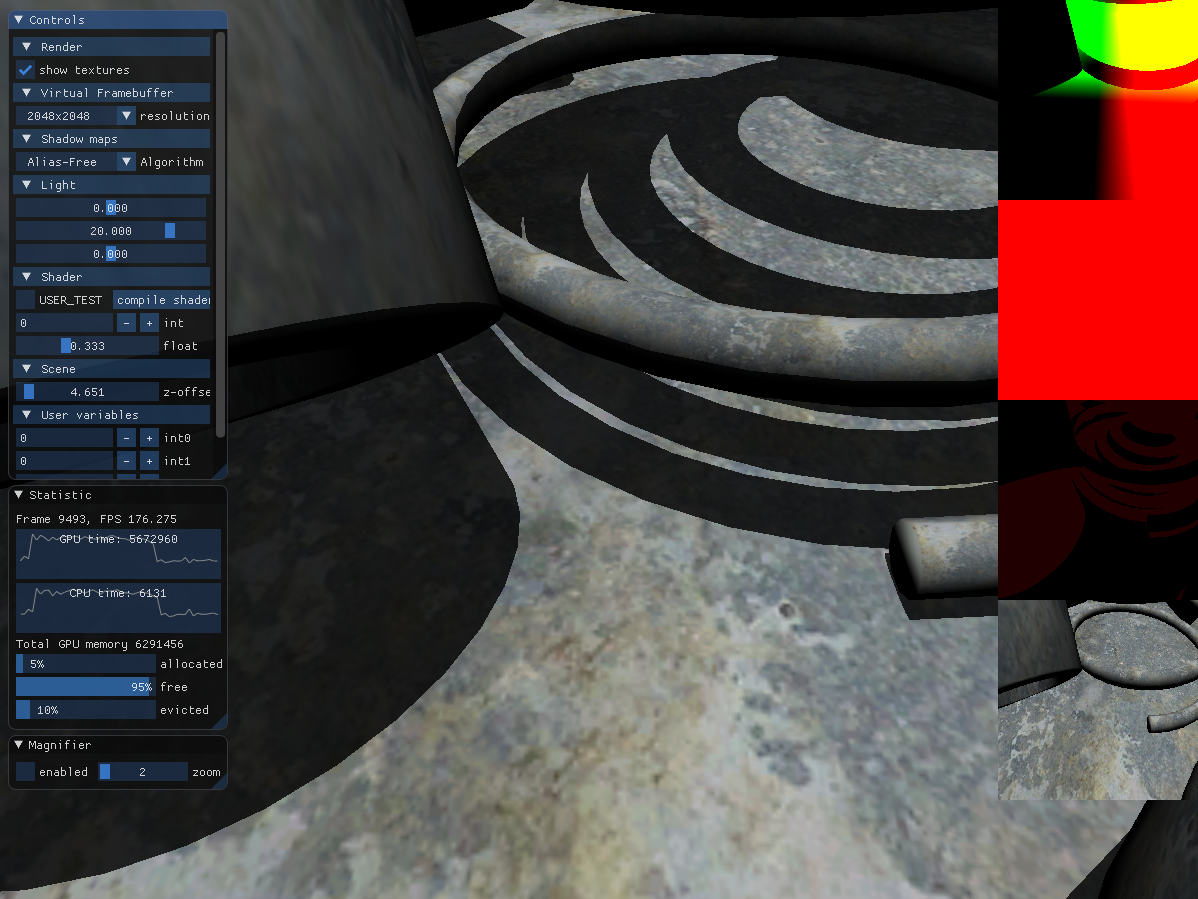 Controls
Render
show textures
Virtual Framebuffer
2048x2048 resolution
Shadow maps
Alias-Free Algorithm
Light
0.000
20.000
0.000
Shader
USER_TEST compile shader
0 - + int
0.333 float
Scene
4.651 z-offse
User variables
0 - + int0
0 - + int1
Statistic
Frame 9493, FPS 176.275
GPU time: 5672960
CPU time: 6131
Total GPU memory 6291456
5% allocated
95% free
10% evicted
Magnifier
enabled 2 zoom